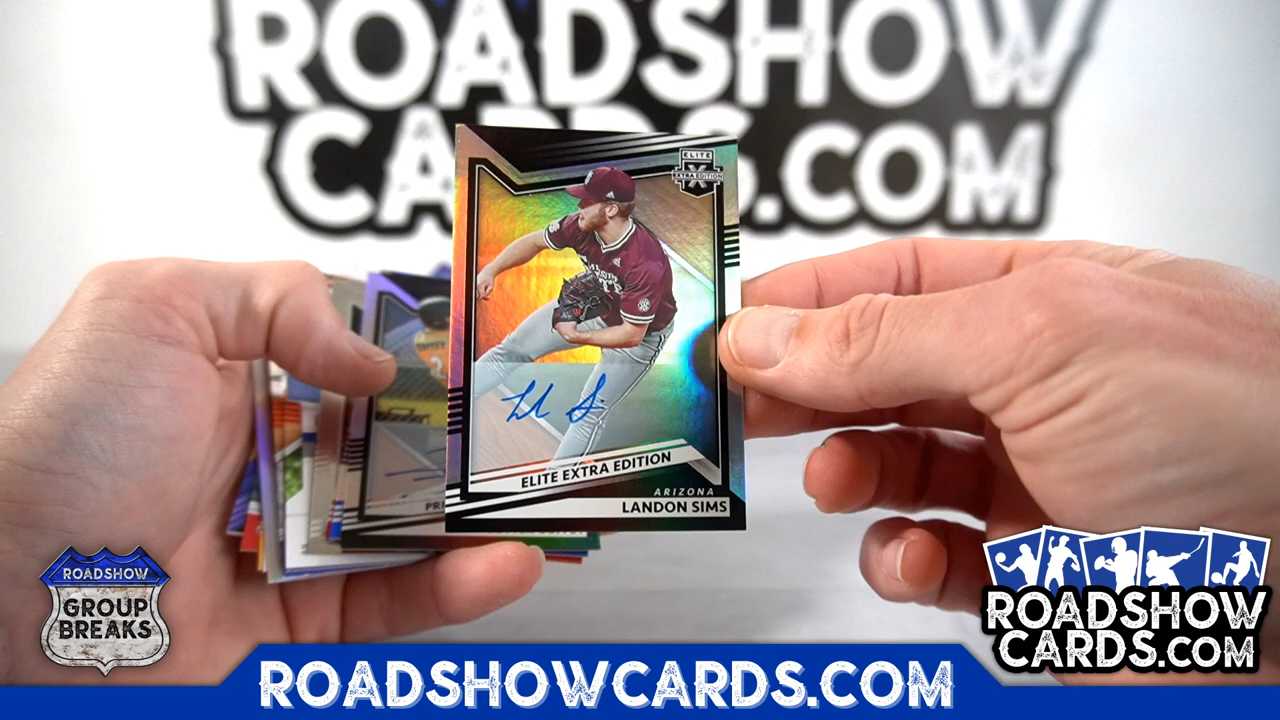 ROADSHOW
CARDS.COM
ELITE
X
EXTRA EDITION
ELITE EXTRA EDITION
ARIZONA
LANDON SIMS
ROADSHOW
GROUP
BREAKS
ROADSHOW
CARDS.COM
ROADSHOWCARDS.COM